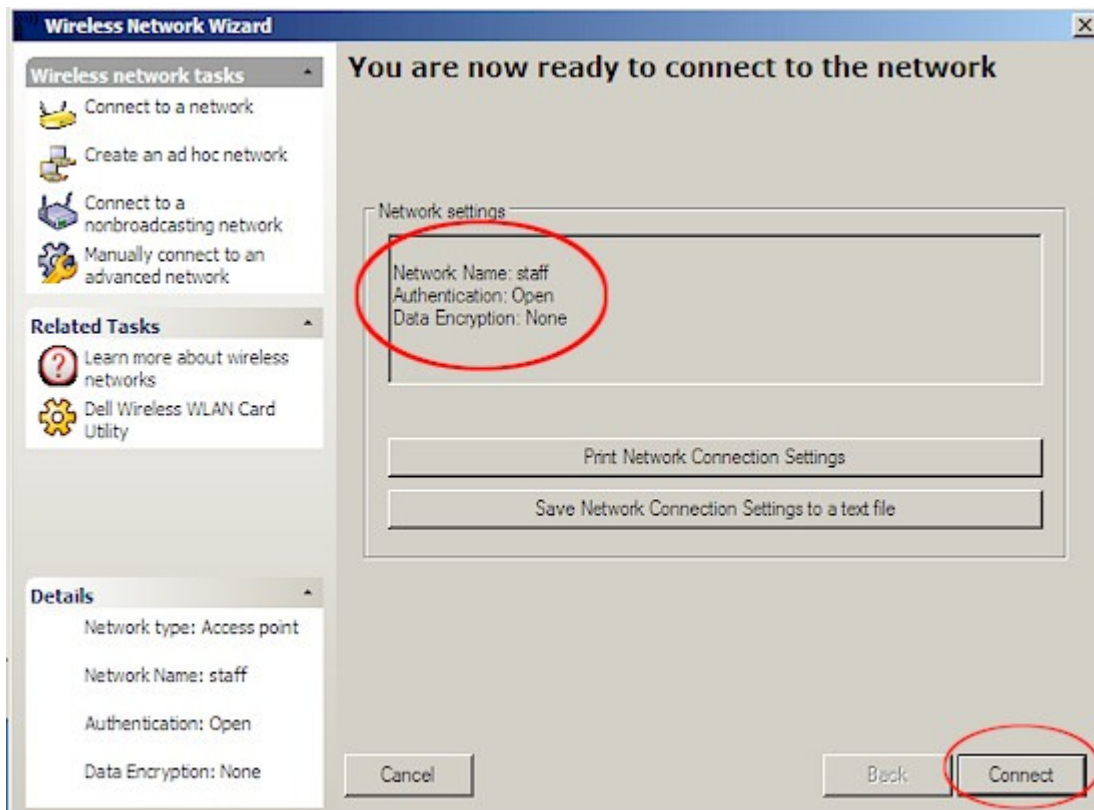 Wireless Network Wizard
Wireless network tasks
Connect to a network
Create an ad hoc network
Connect to a
nonbroadcasting network
Manually connect to an
advanced network
Related Tasks
Learn more about wireless
networks
Dell Wireless WLAN Card
Utility
Details
Network type: Access point
Network Name: staff
Authentication: Open
Data Encryption: None
You are now ready to connect to the network
Network settings
Network Name: staff
Authentication: Open
Data Encryption: None
Print Network Connection Settings
Save Network Connection Settings to a text file
Cancel
Back
Connect